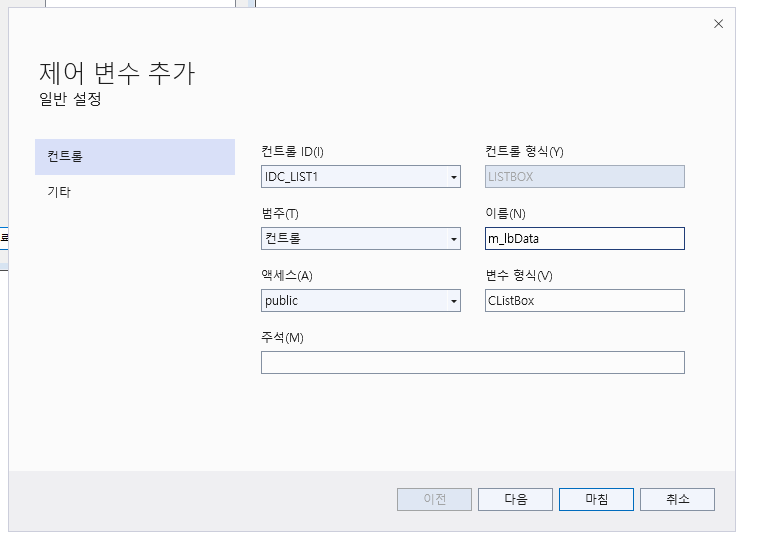 제어 변수 추가
일반 설정
컨트롤
기타
컨트롤 ID(I)
컨트롤 형식(Y)
IDC_LIST1
LISTBOX
범주(T)
이름(N)
컨트롤
m_lbData
액세스(A)
변수 형식(V)
public
CListBox
주석(M)
료
이전
다음
마침
취소